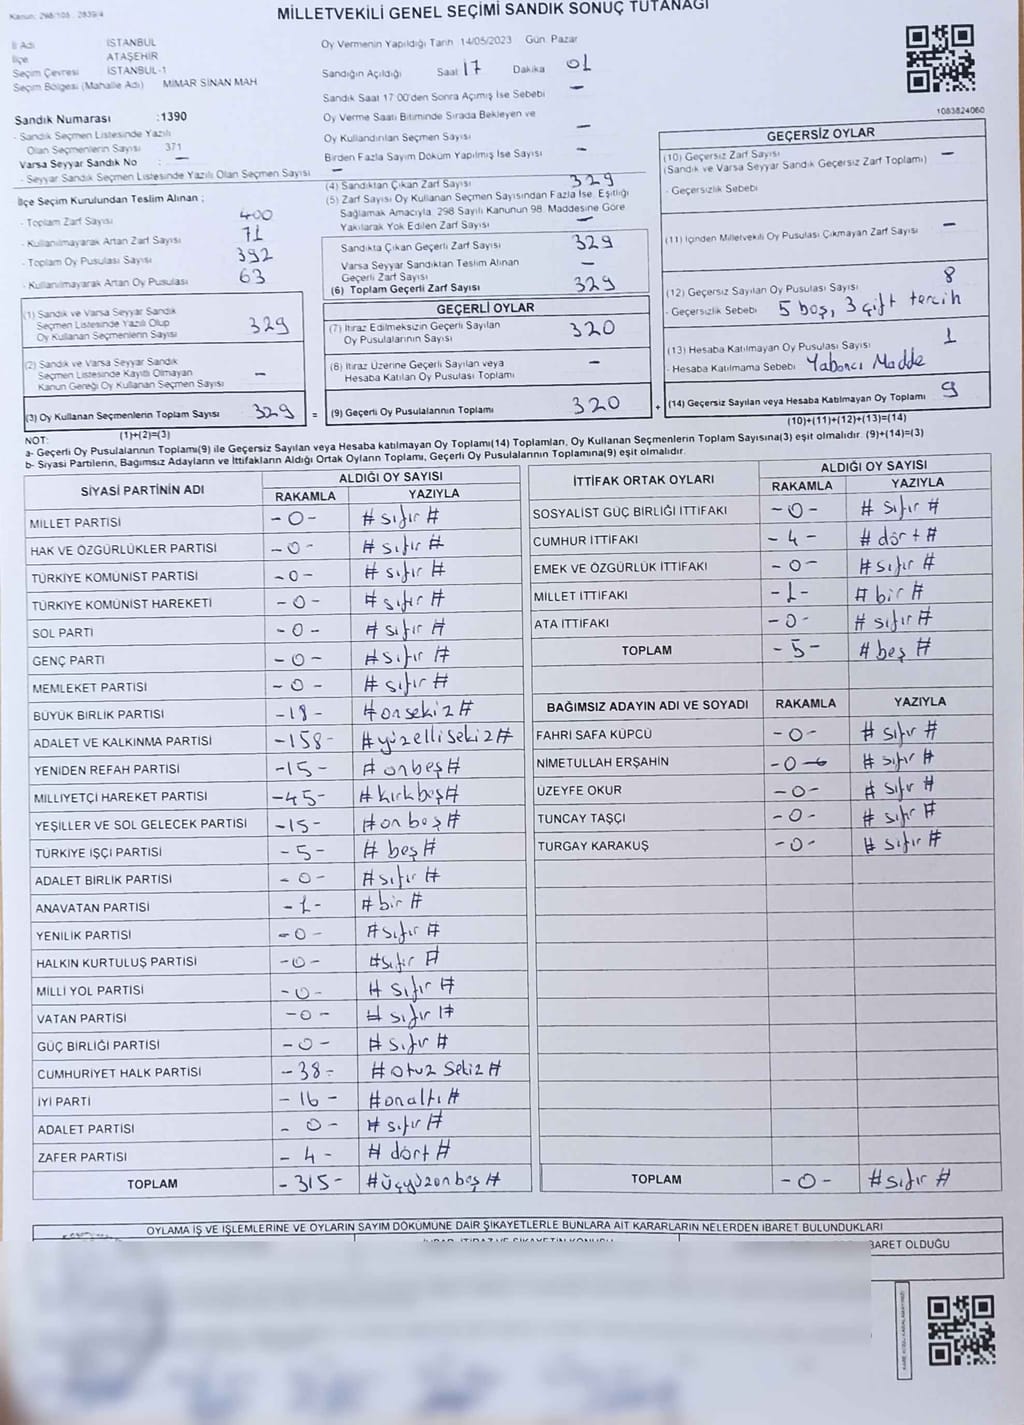 Kanun: 298/105 2839/4
MİLLETVEKİLİ GENEL SEÇİMİ SANDIK SONUÇ TUTANAĞI
İl Adı İSTANBUL
İlçe ATAŞEHİR
Seçim Çevresi İSTANBUL-1
Seçim Bölgesi (Mahalle Adı) MİMAR SİNAN MAH
Sandık Numarası :1390
- Sandık Seçmen Listesinde Yazılı
Olan Seçmenlerin Sayısı 371
Varsa Seyyar Sandık No : —
- Seyyar Sandık Seçmen Listesinde Yazılı Olan Seçmen Sayısı —
İlçe Seçim Kurulundan Teslim Alınan ;
- Toplam Zarf Sayısı 400
- Kullanılmayarak Artan Zarf Sayısı 71
- Toplam Oy Pusulası Sayısı 392
- Kullanılmayarak Artan Oy Pusulası 63
Oy Vermenin Yapıldığı Tarih 14/05/2023 Gün. Pazar
Sandığın Açıldığı Saat 17 Dakika 01
Sandık Saat 17:00'den Sonra Açımış İse Sebebi —
Oy Verme Saati Bitiminde Sırada Bekleyen ve
Oy Kullandırılan Seçmen Sayısı —
Birden Fazla Sayım Döküm Yapılmış İse Sayısı —
(4) Sandıktan Çıkan Zarf Sayısı 329
(5) Zarf Sayısı Oy Kullanan Seçmen Sayısından Fazla İse, Eşitliği
Sağlamak Amacıyla, 298 Sayılı Kanunun 98. Maddesine Göre
Yakılarak Yok Edilen Zarf Sayısı —
Sandıkta Çıkan Geçerli Zarf Sayısı 329
Varsa Seyyar Sandıktan Teslim Alınan
Geçerli Zarf Sayısı —
(6) Toplam Geçerli Zarf Sayısı 329
1083824060
GEÇERSİZ OYLAR
(10) Geçersiz Zarf Sayısı
(Sandık ve Varsa Seyyar Sandık Geçersiz Zarf Toplamı) —
- Geçersizlik Sebebi
(11) İçinden Milletvekili Oy Pusulası Çıkmayan Zarf Sayısı —
(12) Geçersiz Sayılan Oy Pusulası Sayısı 8
- Geçersizlik Sebebi 5 boş, 3 çift tercih
(13) Hesaba Katılmayan Oy Pusulası Sayısı 1
- Hesaba Katılmama Sebebi Yabancı Madde
(14) Geçersiz Sayılan veya Hesaba Katılmayan Oy Toplamı 9
(10)+(11)+(12)+(13)=(14)
(1) Sandık ve Varsa Seyyar Sandık
Seçmen Listesinde Yazılı Olup
Oy Kullanan Seçmenlerin Sayısı 329
(2) Sandık ve Varsa Seyyar Sandık
Seçmen Listesinde Kayıtlı Olmayan
Kanun Gereği Oy Kullanan Seçmen Sayısı —
(3) Oy Kullanan Seçmenlerin Toplam Sayısı 329 =
(1)+(2)=(3)
GEÇERLİ OYLAR
(7) İtiraz Edilmeksizin Geçerli Sayılan
Oy Pusulalarının Sayısı 320
(8) İtiraz Üzerine Geçerli Sayılan veya
Hesaba Katılan Oy Pusulası Toplamı —
(9) Geçerli Oy Pusulalarının Toplamı 320 +
NOT:
a- Geçerli Oy Pusulalarının Toplamı(9) ile Geçersiz Sayılan veya Hesaba katılmayan Oy Toplamı(14) Toplamları, Oy Kullanan Seçmenlerin Toplam Sayısına(3) eşit olmalıdır. (9)+(14)=(3)
b- Siyasi Partilerin, Bağımsız Adayların ve İttifakların Aldığı Ortak Oyların Toplamı, Geçerli Oy Pusulalarının Toplamına(9) eşit olmalıdır.
SİYASİ PARTİNİN ADI ALDIĞI OY SAYISI
RAKAMLA YAZIYLA
MİLLET PARTİSİ -0- # sıfır #
HAK VE ÖZGÜRLÜKLER PARTİSİ -0- # sıfır #
TÜRKİYE KOMÜNİST PARTİSİ -0- # sıfır #
TÜRKİYE KOMÜNİST HAREKETİ -0- # sıfır #
SOL PARTİ -0- # sıfır #
GENÇ PARTİ -0- # sıfır #
MEMLEKET PARTİSİ -0- # sıfır #
BÜYÜK BİRLİK PARTİSİ -18- # onsekiz #
ADALET VE KALKINMA PARTİSİ -158- # yüzellisekiz #
YENİDEN REFAH PARTİSİ -15- # onbeş #
MİLLİYETÇİ HAREKET PARTİSİ -45- # kırkbeş #
YEŞİLLER VE SOL GELECEK PARTİSİ -15- # on beş #
TÜRKİYE İŞÇİ PARTİSİ -5- # beş #
ADALET BİRLİK PARTİSİ -0- # sıfır #
ANAVATAN PARTİSİ -1- # bir #
YENİLİK PARTİSİ -0- # sıfır #
HALKIN KURTULUŞ PARTİSİ -0- # sıfır #
MİLLİ YOL PARTİSİ -0- # sıfır #
VATAN PARTİSİ -0- # sıfır #
GÜÇ BİRLİĞİ PARTİSİ -0- # sıfır #
CUMHURİYET HALK PARTİSİ -38- # otuz sekiz #
İYİ PARTİ -16- # onaltı #
ADALET PARTİSİ -0- # sıfır #
ZAFER PARTİSİ -4- # dört #
TOPLAM -315- # üçyüzonbeş #
İTTİFAK ORTAK OYLARI ALDIĞI OY SAYISI
RAKAMLA YAZIYLA
SOSYALİST GÜÇ BİRLİĞİ İTTİFAKI -0- # sıfır #
CUMHUR İTTİFAKI -4- # dört #
EMEK VE ÖZGÜRLÜK İTTİFAKI -0- # sıfır #
MİLLET İTTİFAKI -1- # bir #
ATA İTTİFAKI -0- # sıfır #
TOPLAM -5- # beş #
BAĞIMSIZ ADAYIN ADI VE SOYADI RAKAMLA YAZIYLA
FAHRİ SAFA KÜPCÜ -0- # sıfır #
NİMETULLAH ERŞAHİN -0- # sıfır #
ÜZEYFE OKUR -0- # sıfır #
TUNCAY TAŞÇI -0- # sıfır #
TURGAY KARAKUŞ -0- # sıfır #
TOPLAM -0- # sıfır #
OYLAMA İŞ VE İŞLEMLERİNE VE OYLARIN SAYIM DÖKÜMÜNE DAİR ŞİKAYETLERLE BUNLARA AİT KARARLARIN NELERDEN İBARET BULUNDUKLARI
BARET OLDUĞU